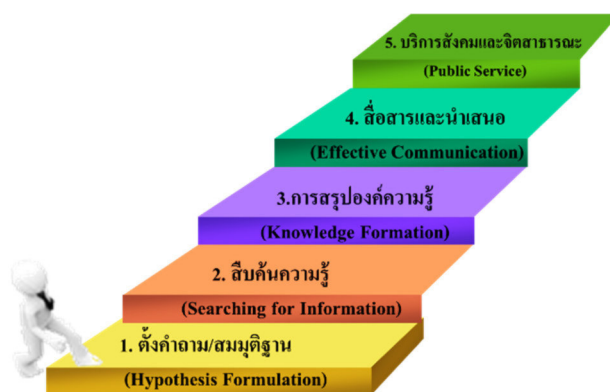 5. บริการสังคมและจิตสาธารณะ
(Public Service)
4. สื่อสารและนำเสนอ
(Effective Communication)
3.การสรุปองค์ความรู้
(Knowledge Formation)
2. สืบค้นความรู้
(Searching for Information)
1. ตั้งคำถาม/สมมุติฐาน
(Hypothesis Formulation)